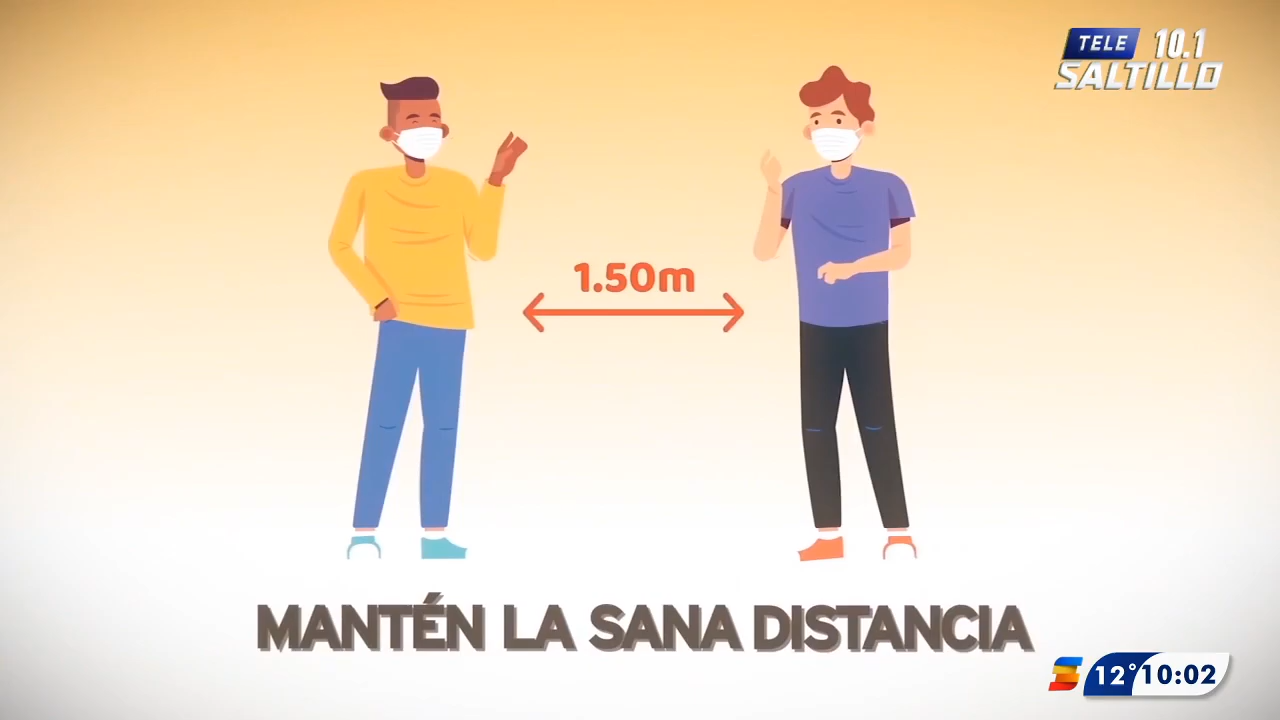 TELE 10.1
SALTILLO
1.50m
MANTÉN LA SANA DISTANCIA
12° 10:02